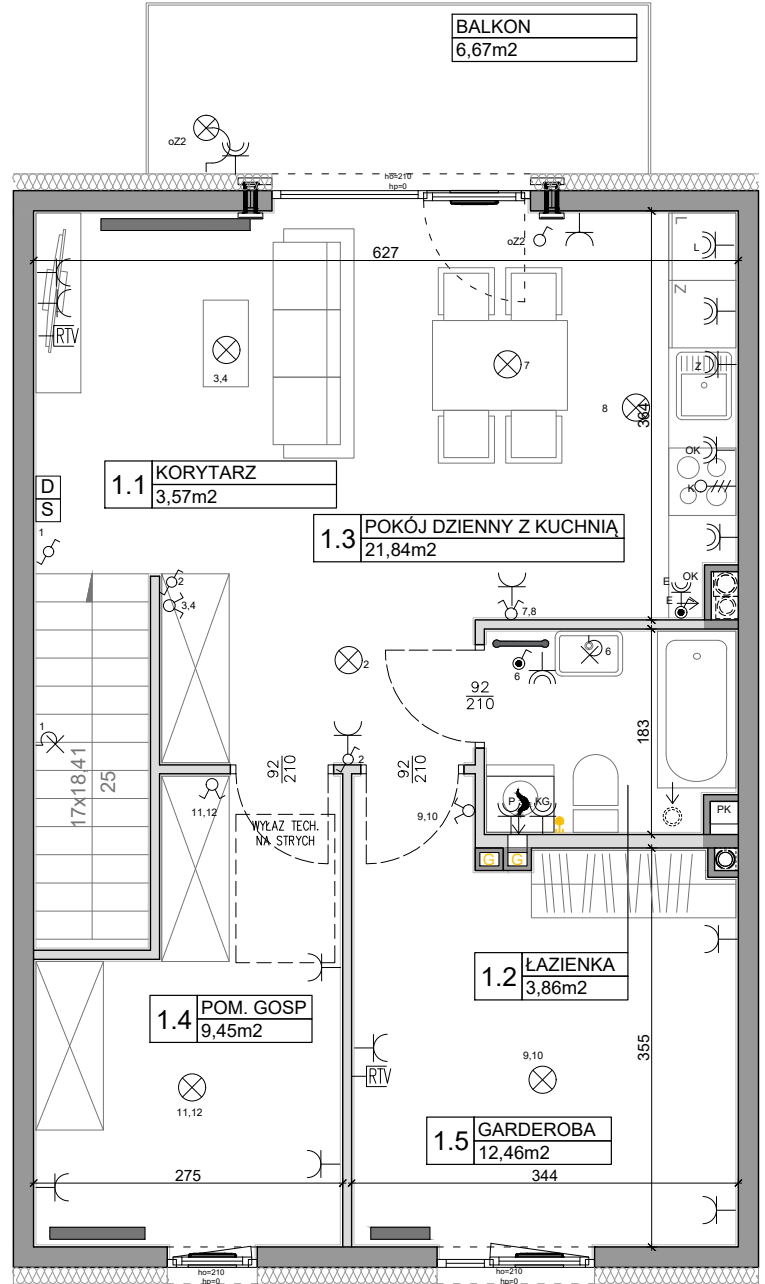 BALKON
6,67m2
oZ2
ho=210
hp=0
oZ2
627
L
Z
RTV
3,4
7
Z
8
364
OK
K
1.1 KORYTARZ
3,57m2
D
S
1.3 POKÓJ DZIENNY Z KUCHNIĄ
21,84m2
1
2
3,4
7,8
E
OK
E
6
6
2
92
210
183
1
17x18,41
25
2
92
210
92
210
11,12
9,10
P
KG
PK
WYŁAZ TECH.
NA STRYCH
G
G
1.2 ŁAZIENKA
3,86m2
1.4 POM. GOSP
9,45m2
355
RTV
9,10
11,12
1.5 GARDEROBA
12,46m2
275
344
ho=210
hp=0
ho=210
hp=0